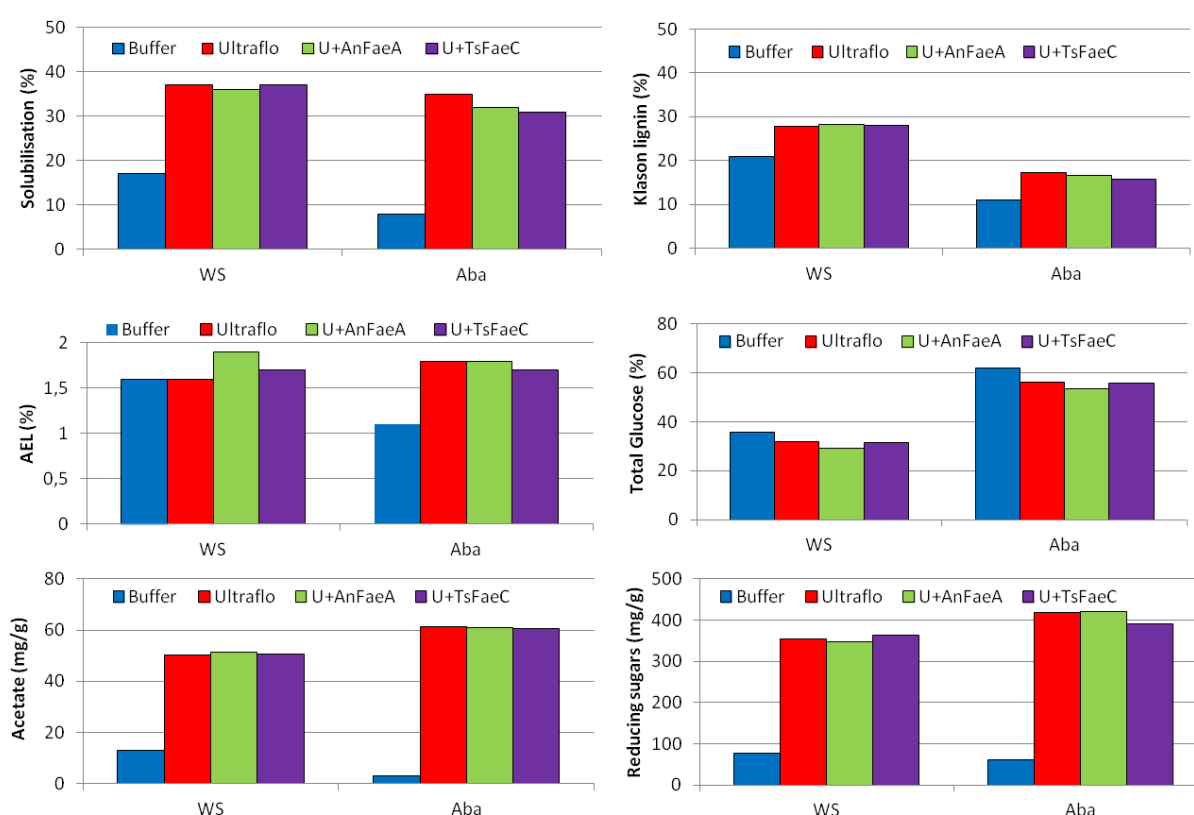 Solubilisation (%)
50
40
30
20
10
0
Buffer Ultraflo U+AnFaeA U+TsFaeC
WS Aba
Klason lignin (%)
50
40
30
20
10
0
Buffer Ultraflo U+AnFaeA U+TsFaeC
WS Aba
AEL (%)
2
1,5
1
0,5
0
Buffer Ultraflo U+AnFaeA U+TsFaeC
WS Aba
Total Glucose (%)
80
60
40
20
0
Buffer Ultraflo U+AnFaeA U+TsFaeC
WS Aba
Acetate (mg/g)
80
60
40
20
0
Buffer Ultraflo U+AnFaeA U+TsFaeC
WS Aba
Reducing sugars (mg/g)
500
400
300
200
100
0
Buffer Ultraflo U+AnFaeA U+TsFaeC
WS Aba